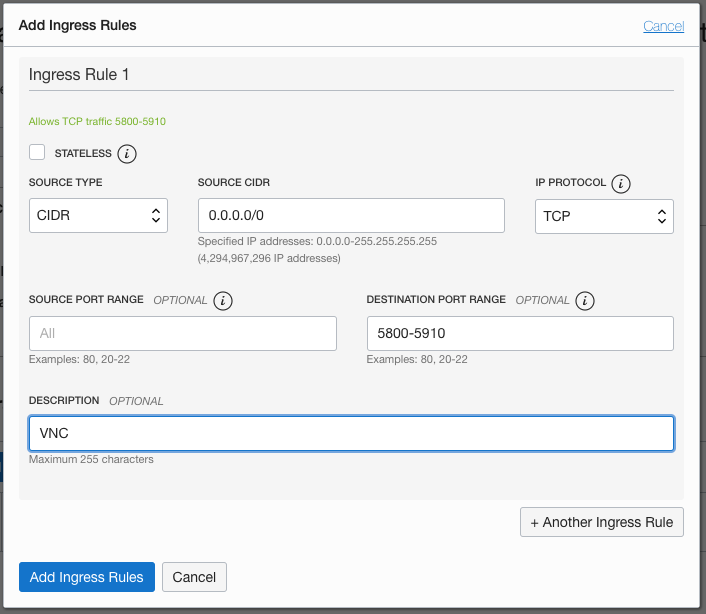 Add Ingress Rules
Cancel
Ingress Rule 1
Allows TCP traffic 5800-5910
STATELESS i
SOURCE TYPE
SOURCE CIDR
IP PROTOCOL i
CIDR
0.0.0.0/0
TCP
Specified IP addresses: 0.0.0.0-255.255.255.255
(4,294,967,296 IP addresses)
SOURCE PORT RANGE OPTIONAL i
DESTINATION PORT RANGE OPTIONAL i
All
5800-5910
Examples: 80, 20-22
Examples: 80, 20-22
DESCRIPTION OPTIONAL
VNC
Maximum 255 characters
+ Another Ingress Rule
Add Ingress Rules
Cancel